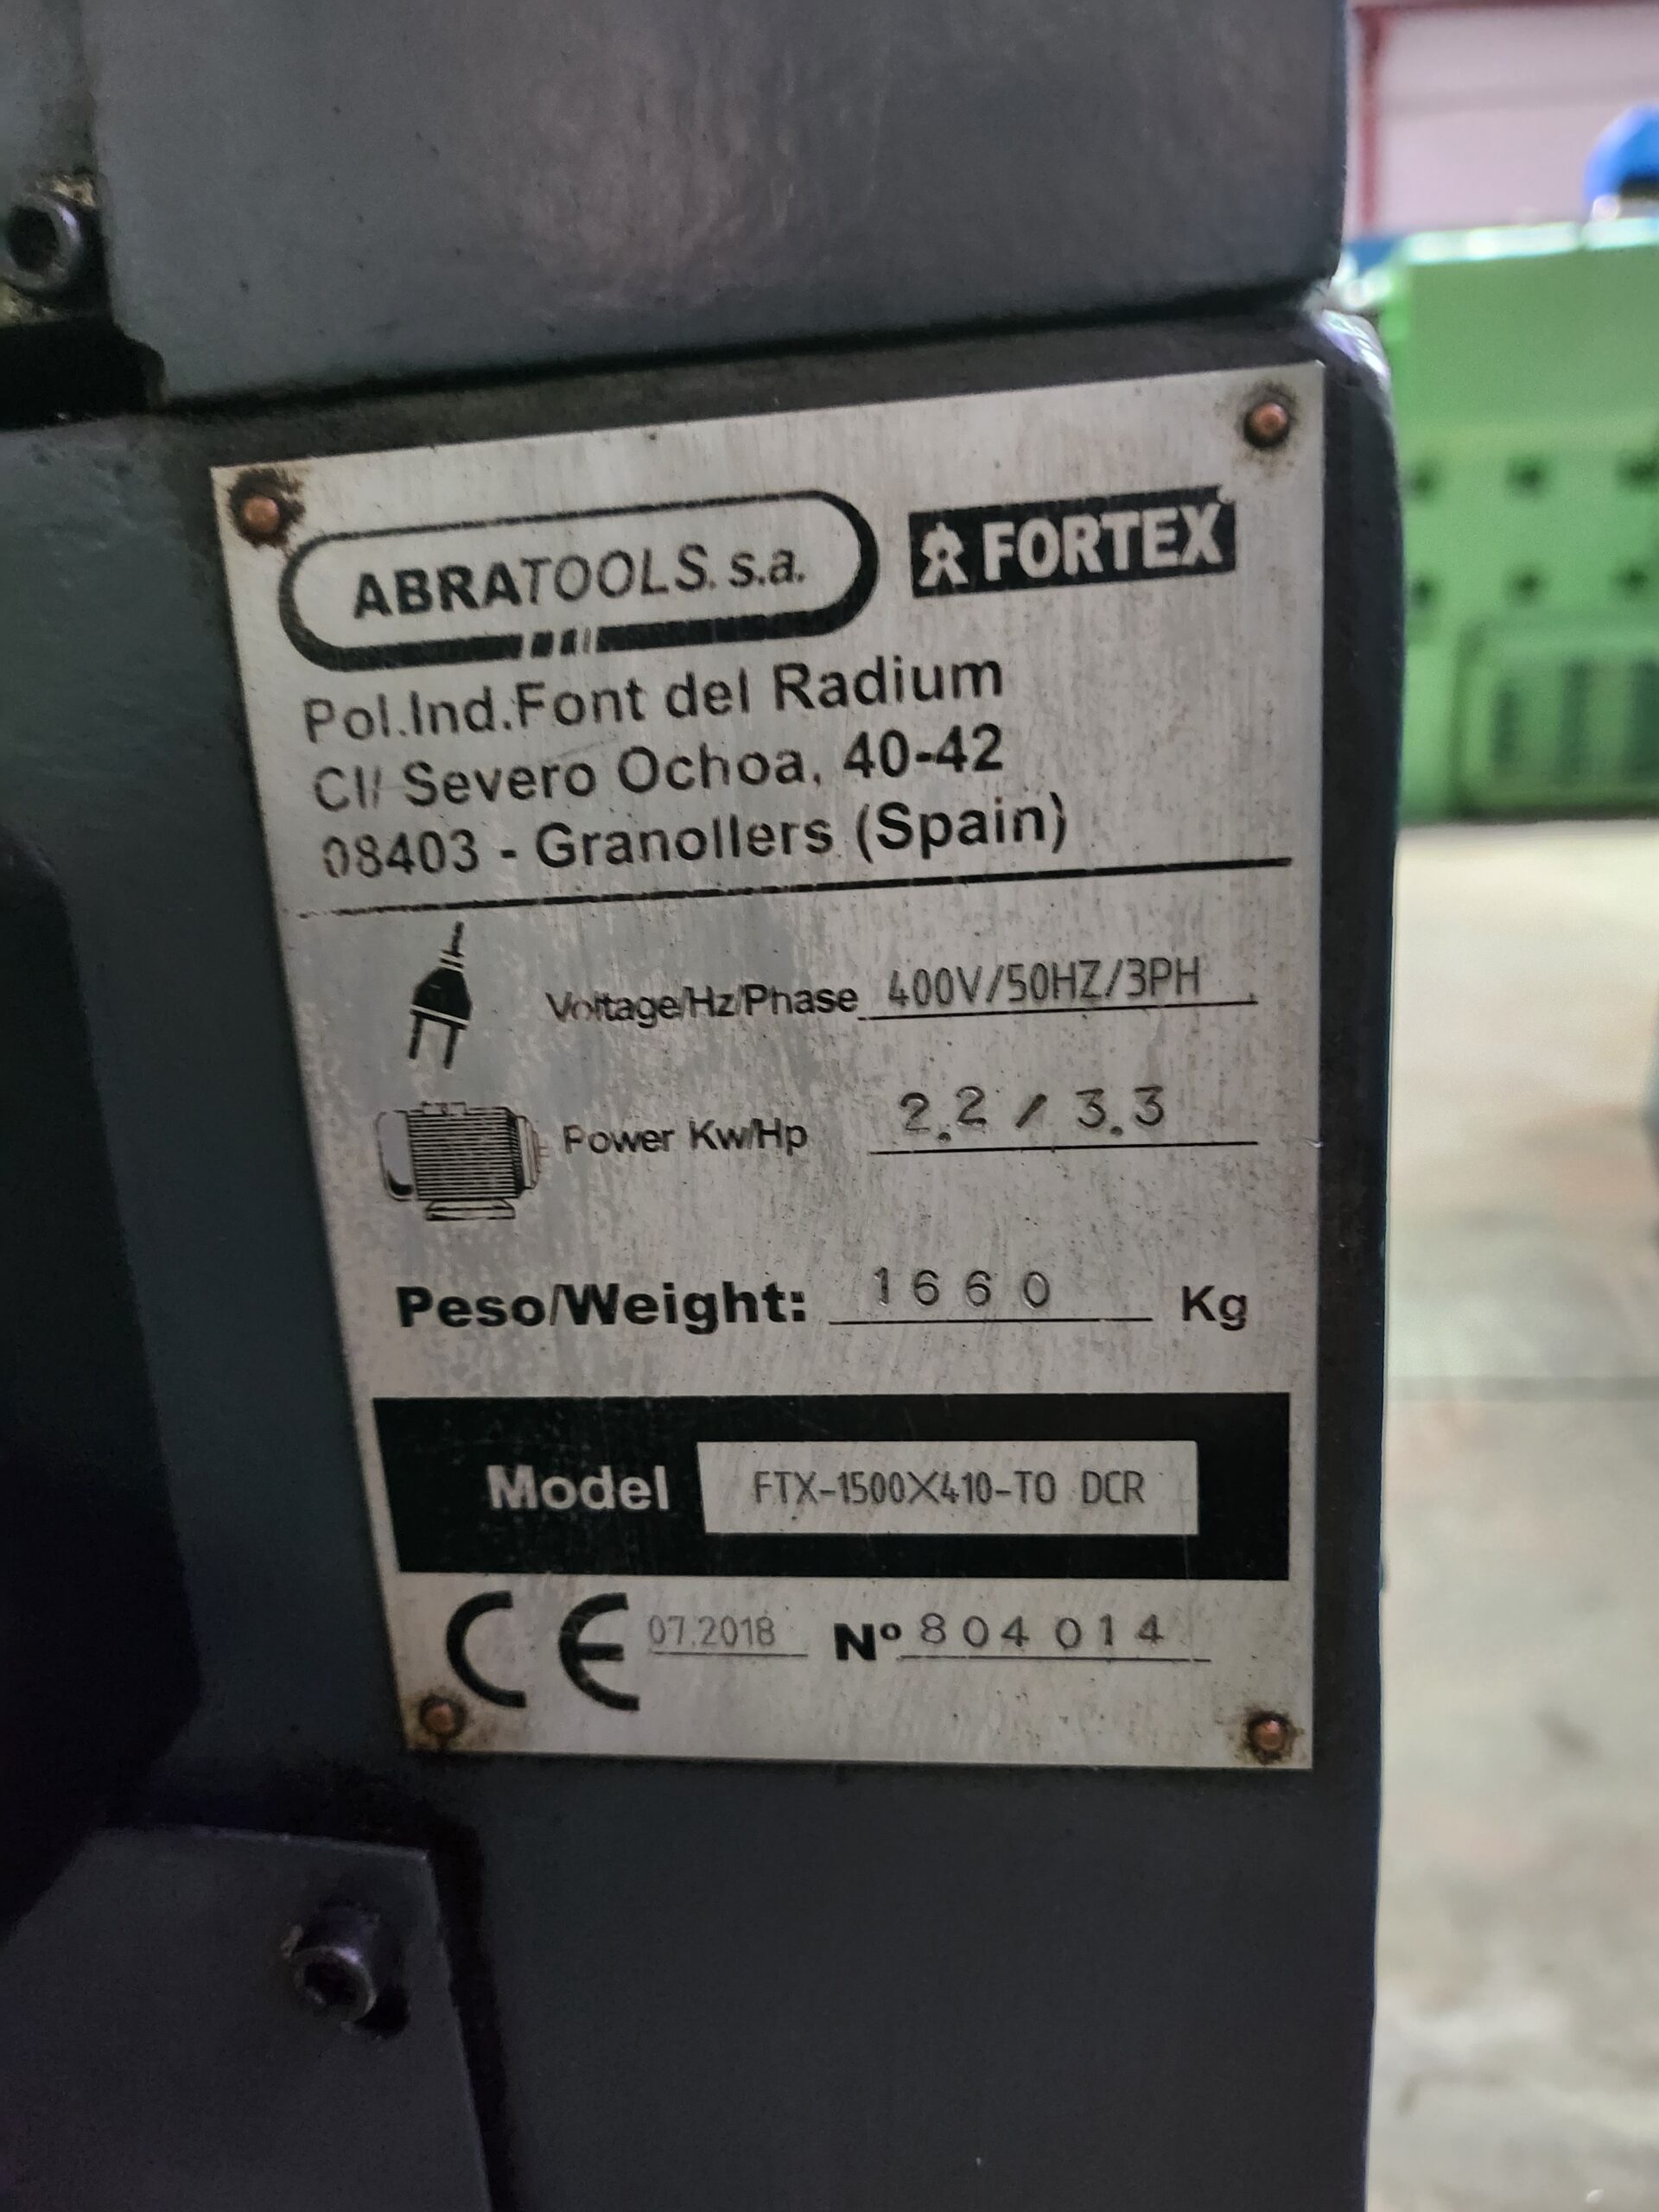 ABRATOOLS. s.a. FORTEX
Pol.Ind.Font del Radium
C// Severo Ochoa, 40-42
08403 - Granollers (Spain)
Voltage/Hz/Phase 400V/50HZ/3PH
Power Kw/Hp 2.2 / 3.3
Peso/Weight: 1660 Kg
Model FTX-1500X410-TO DCR
CE 07.2018 Nº 804014